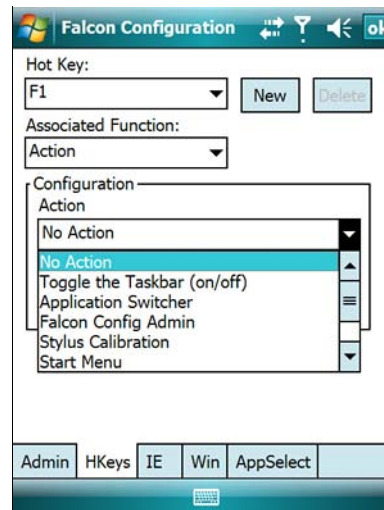 Falcon Configuration ok
Hot Key:
F1 New Delete
Associated Function:
Action
Configuration
Action
No Action
No Action
Toggle the Taskbar (on/off)
Application Switcher
Falcon Config Admin
Stylus Calibration
Start Menu
Admin HKeys IE Win AppSelect